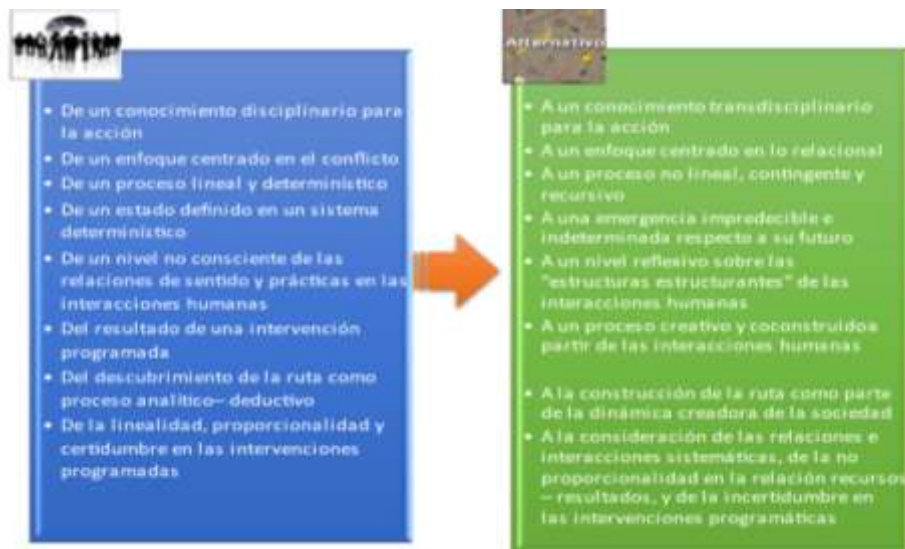 • De un conocimiento disciplinario para
la acción
• De un enfoque centrado en el conflicto
• De un proceso lineal y determinístico
• De un estado definido en un sistema
determinístico
• De un nivel no consciente de las
relaciones de sentido y prácticas en las
interacciones humanas
• Del resultado de una intervención
programada
• Del descubrimiento de la ruta como
proceso analítico– deductivo
• De la linealidad, proporcionalidad y
certidumbre en las intervenciones
programadas
Alternativo
• A un conocimiento transdisciplinario
para la acción
• A un enfoque centrado en lo relacional
• A un proceso no lineal, contingente y
recursivo
• A una emergencia impredecible e
indeterminada respecto a su futuro
• A un nivel reflexivo sobre las
"estructuras estructurantes" de las
interacciones humanas
• A un proceso creativo y coconstruidoa
partir de las interacciones humanas
• A la construcción de la ruta como parte
de la dinámica creadora de la sociedad
• A la consideración de las relaciones e
interacciones sistemáticas, de la no
proporcionalidad en la relación recursos
– resultados, y de la incertidumbre en
las intervenciones programáticas